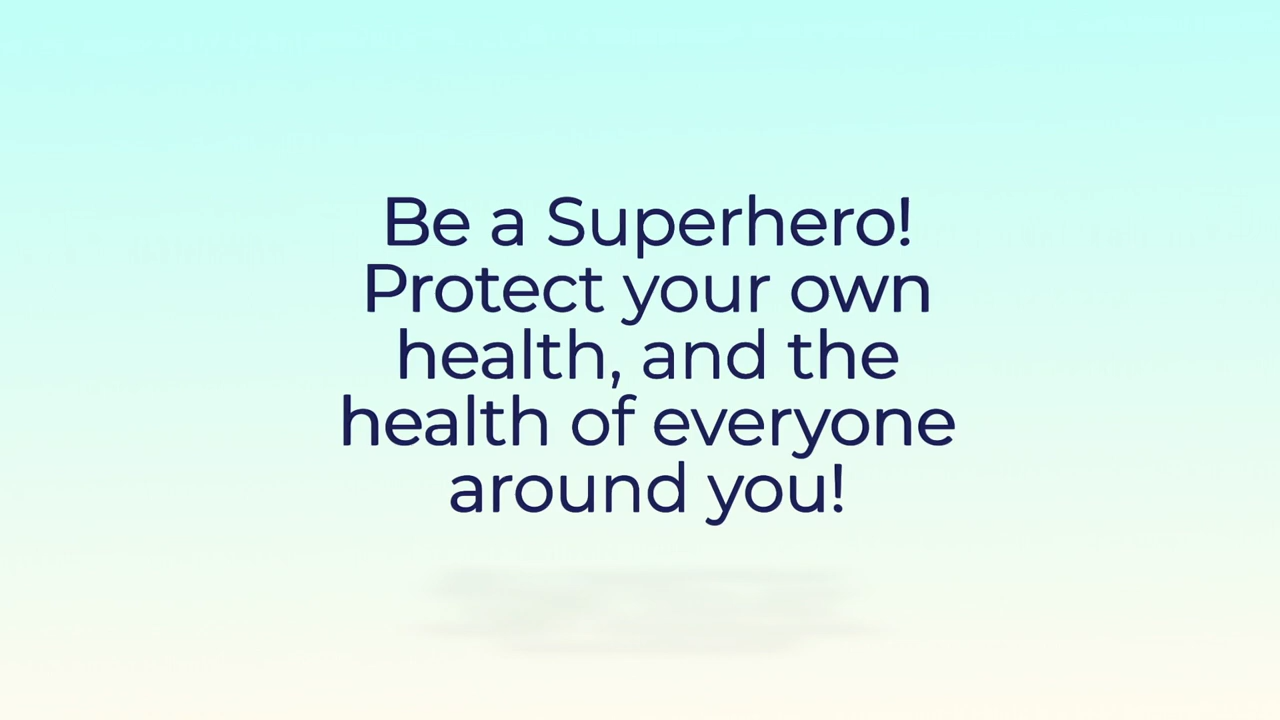 Be a Superhero!
Protect your own
health, and the
health of everyone
around you!